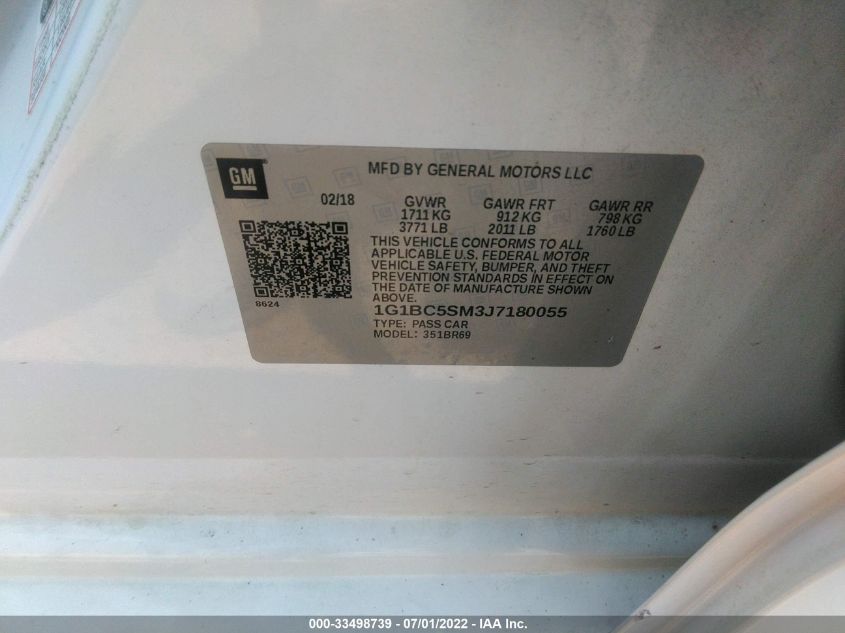 GM
MFD BY GENERAL MOTORS LLC
02/18 GVWR GAWR FRT GAWR RR
1711 KG 912 KG 798 KG
3771 LB 2011 LB 1760 LB
THIS VEHICLE CONFORMS TO ALL
APPLICABLE U.S. FEDERAL MOTOR
VEHICLE SAFETY, BUMPER, AND THEFT
PREVENTION STANDARDS IN EFFECT ON
THE DATE OF MANUFACTURE SHOWN
ABOVE.
8624
1G1BC5SM3J7180055
TYPE: PASS CAR
MODEL: 351BR69
000-33498739 - 07/01/2022 - IAA Inc.